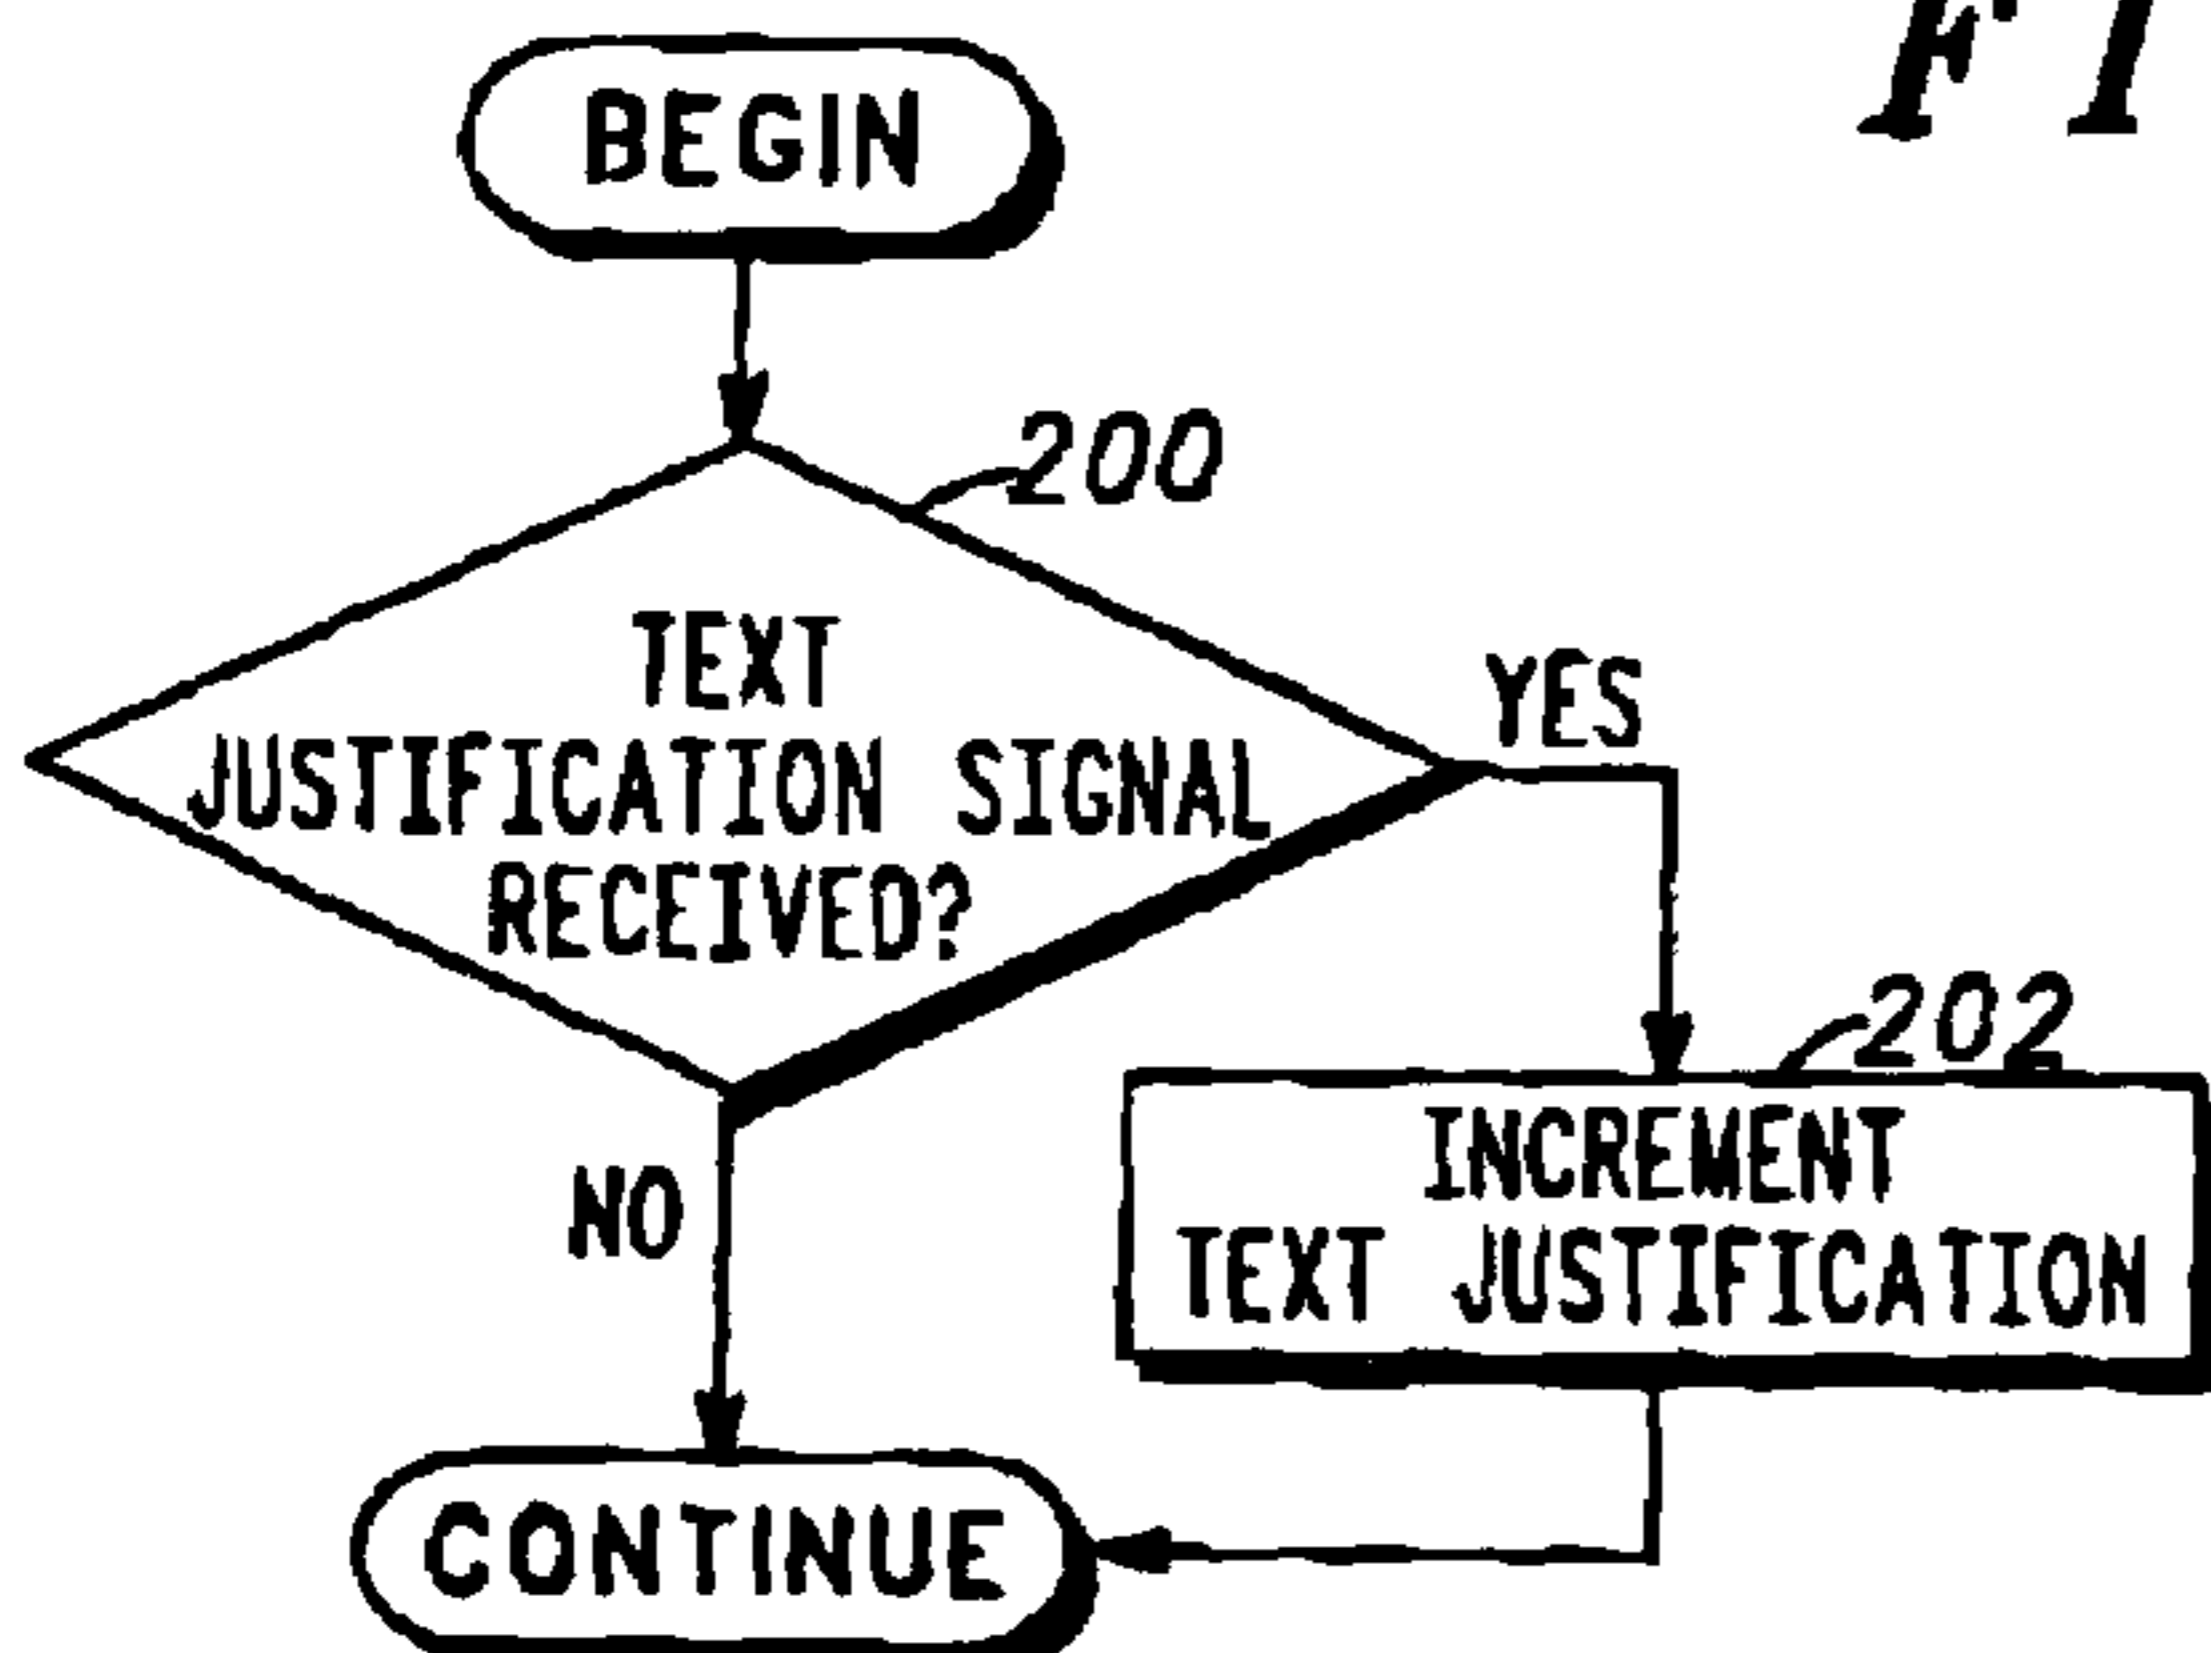 BEGIN
200
TEXT
JUSTIFICATION SIGNAL
RECEIVED?
YES
202
INCREMENT
TEXT JUSTIFICATION
NO
CONTINUE